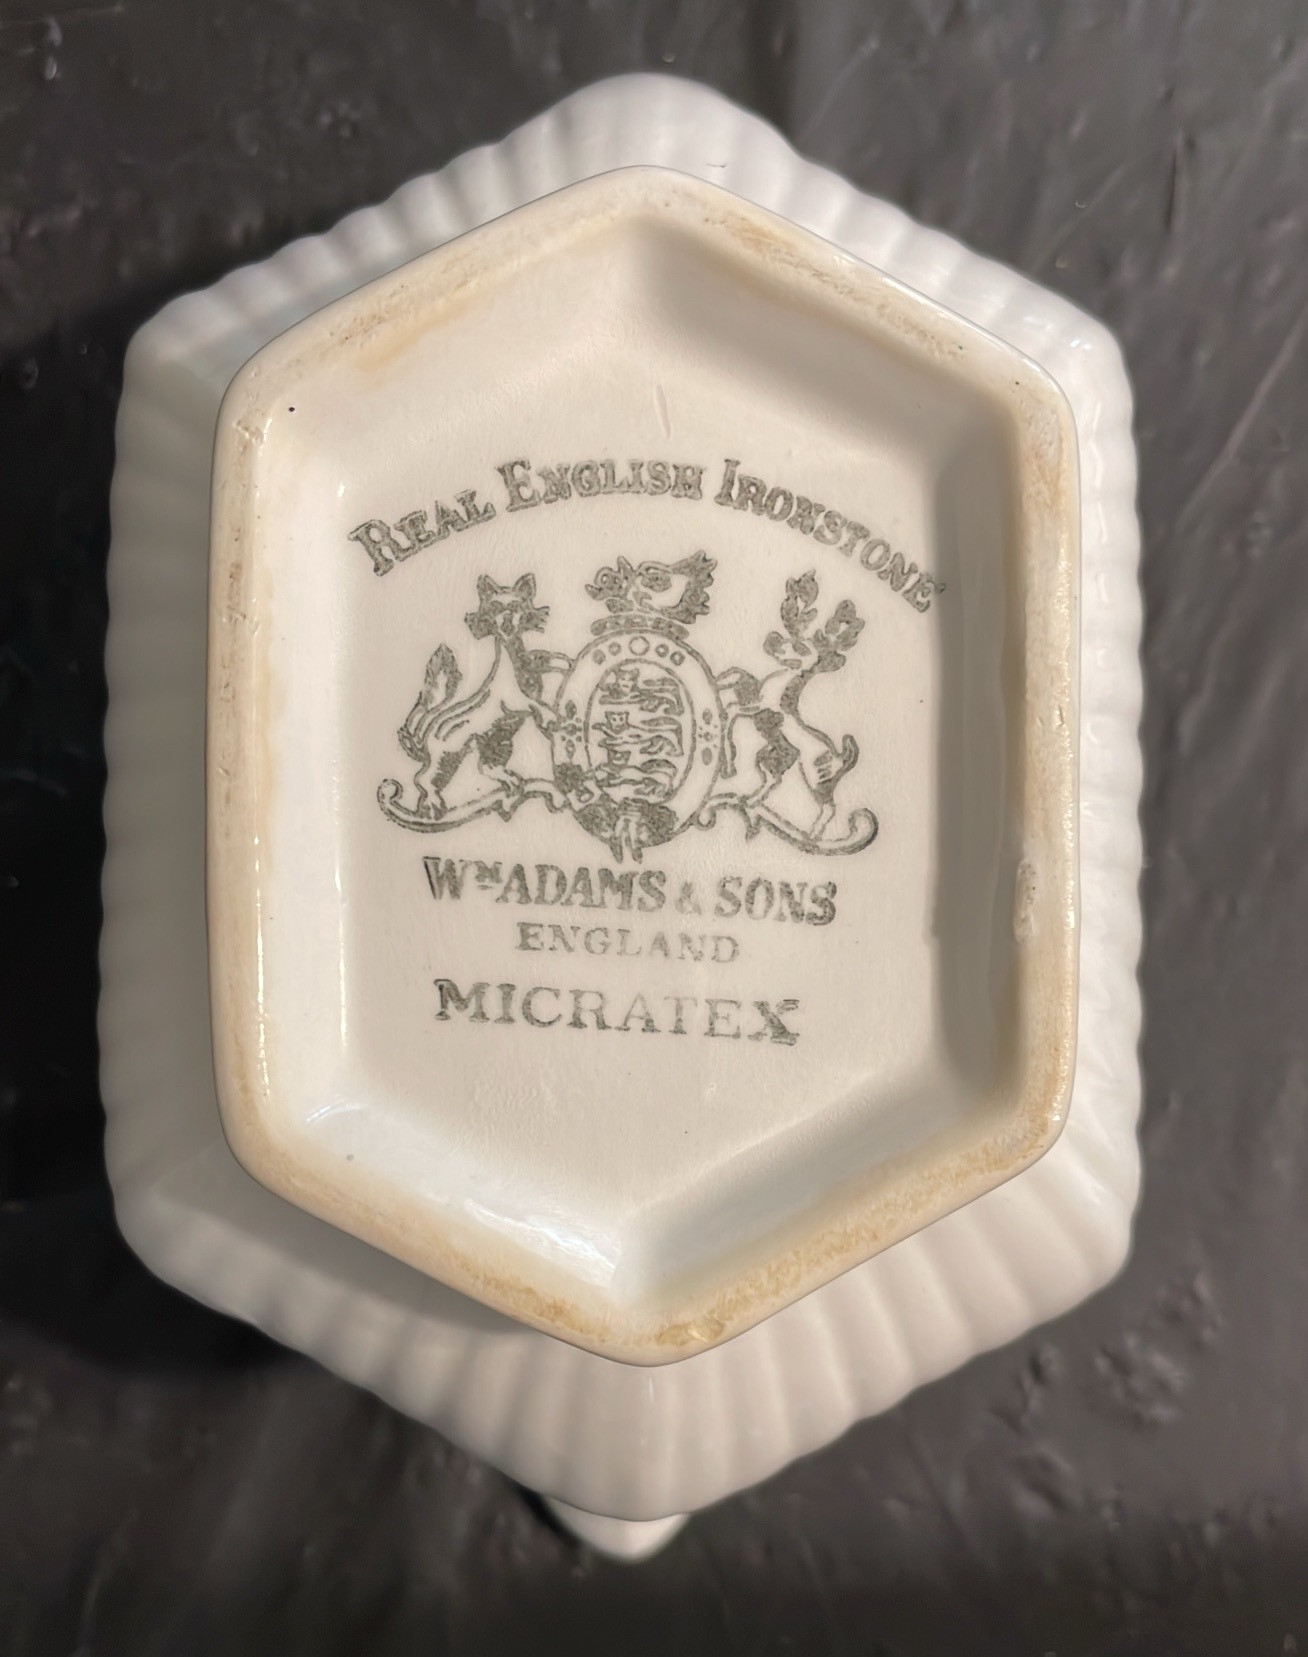 REAL ENGLISH IRONSTONE
Wᴹ ADAMS & SONS
ENGLAND
MICRATEX